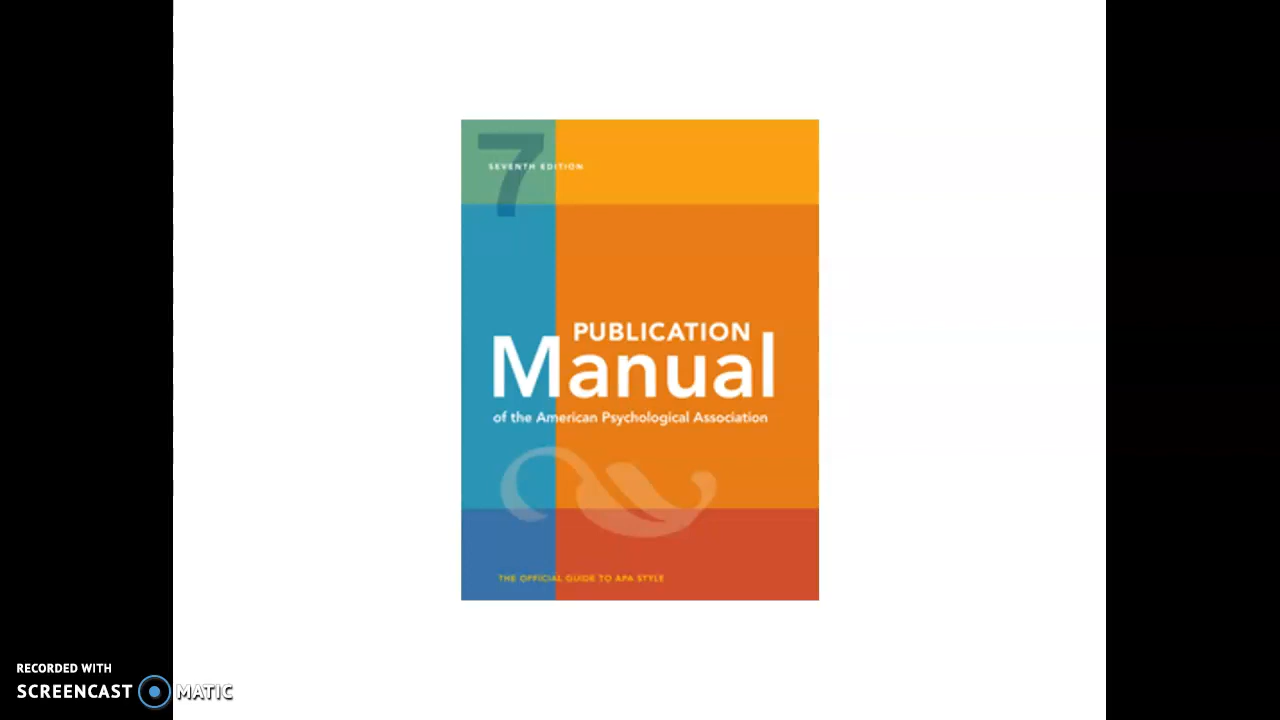 7
SEVENTH EDITION
PUBLICATION
Manual
of the American Psychological Association
THE OFFICIAL GUIDE TO APA STYLE
RECORDED WITH
SCREENCAST MATIC